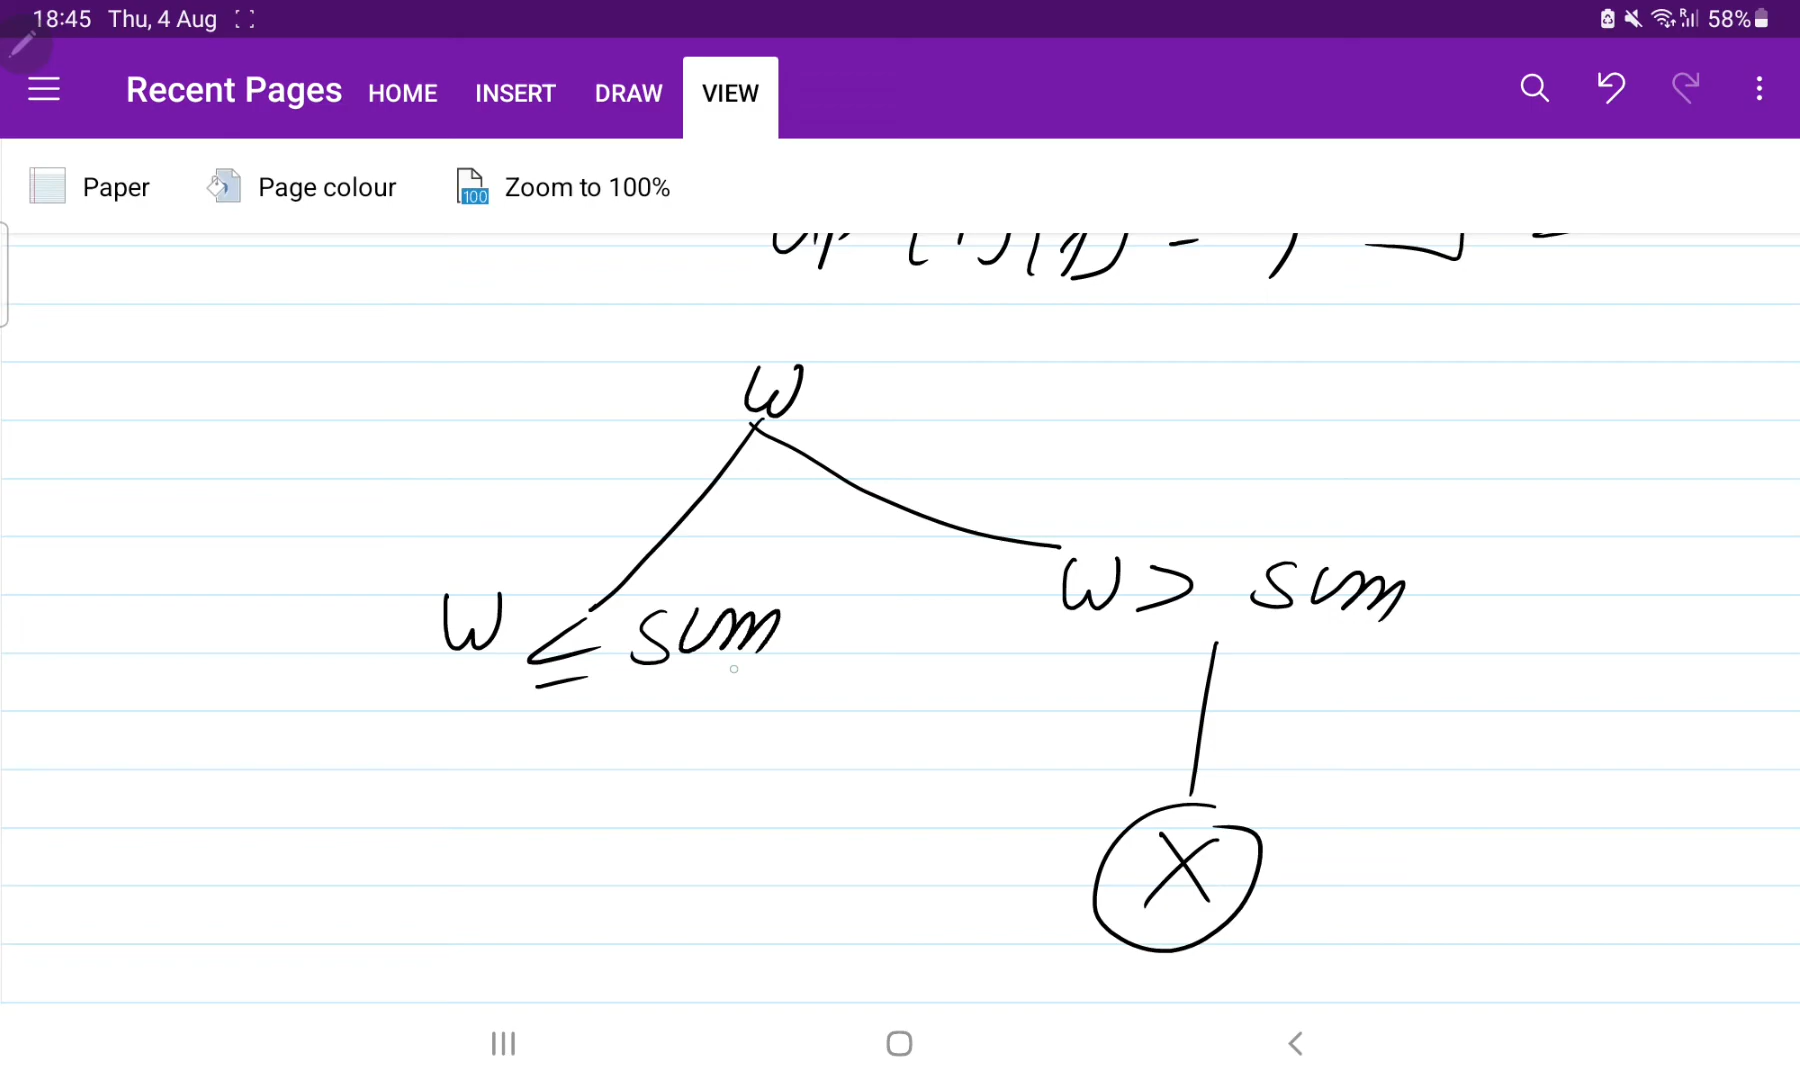 18:45 Thu, 4 Aug 58%
Recent Pages HOME INSERT DRAW VIEW
Paper Page colour 100 Zoom to 100%
W
W ≤ sum
W > sum
X